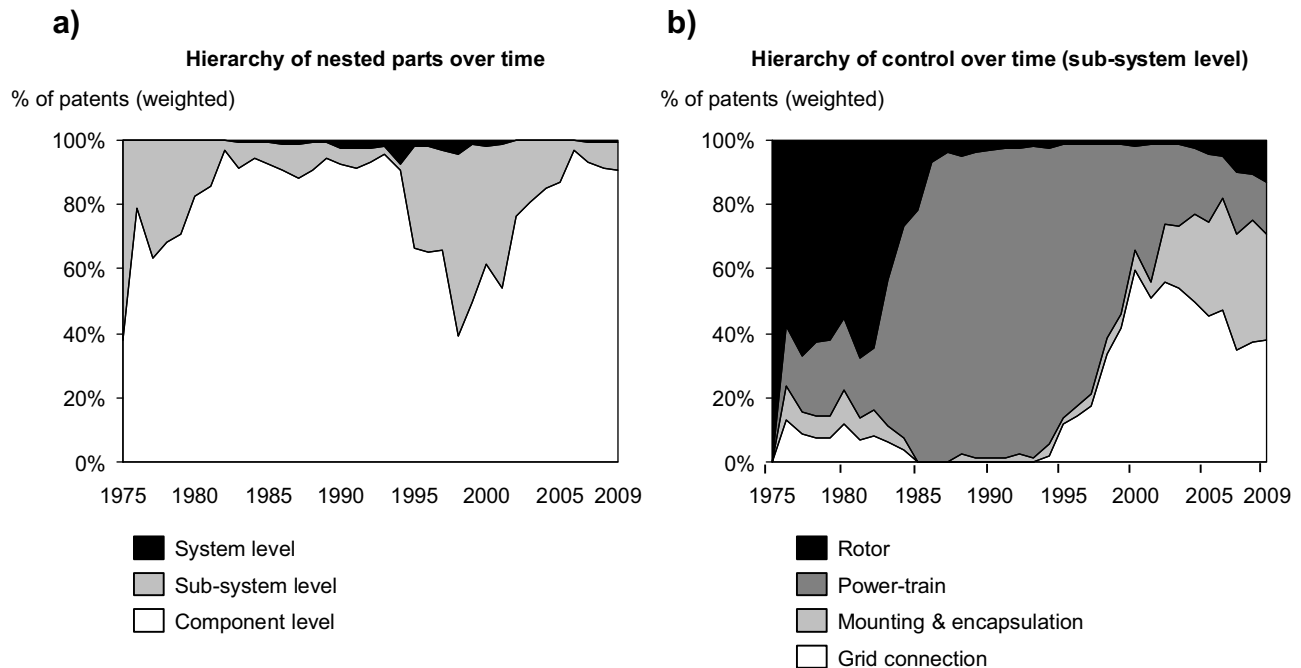 a)
Hierarchy of nested parts over time
% of patents (weighted)
100%
80%
60%
40%
20%
0%
1975 1980 1985 1990 1995 2000 2005 2009
System level
Sub-system level
Component level
b)
Hierarchy of control over time (sub-system level)
% of patents (weighted)
100%
80%
60%
40%
20%
0%
1975 1980 1985 1990 1995 2000 2005 2009
Rotor
Power-train
Mounting & encapsulation
Grid connection